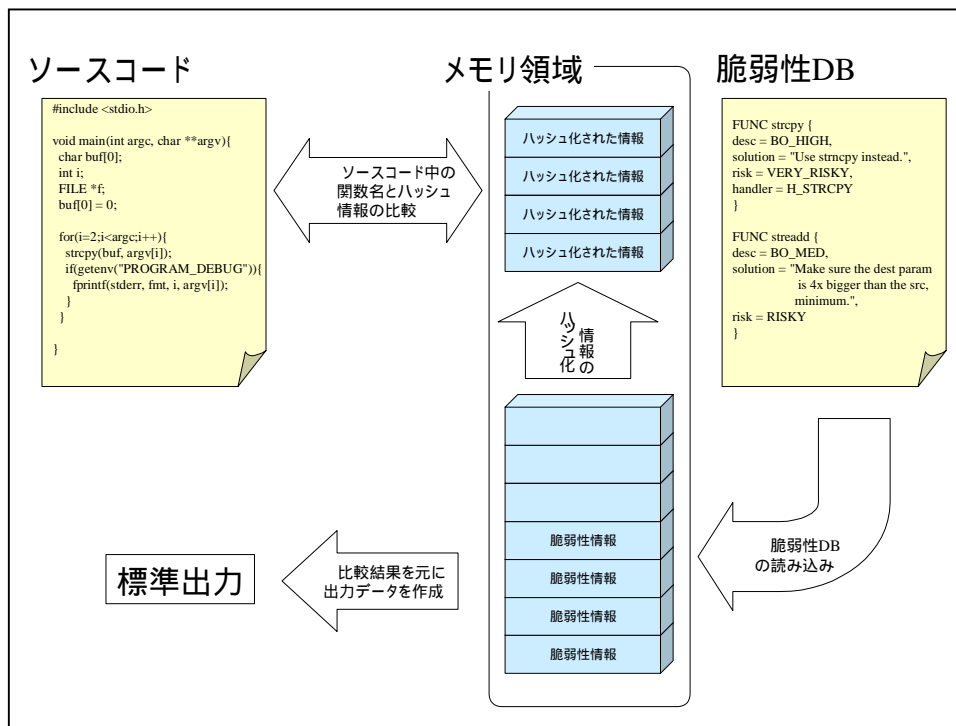 ソースコード
#include <stdio.h>
void main(int argc, char **argv){
char buf[0];
int i;
FILE *f;
buf[0] = 0;
for(i=2;i<argc;i++){
strcpy(buf, argv[i]);
if(getenv("PROGRAM_DEBUG")){
fprintf(stderr, fmt, i, argv[i]);
}
}
}
ソースコード中の
関数名とハッシュ
情報の比較
メモリ領域
ハッシュ化された情報
ハッシュ化された情報
ハッシュ化された情報
ハッシュ化された情報
情報の
ハッシュ化
脆弱性情報
脆弱性情報
脆弱性情報
脆弱性情報
脆弱性DB
FUNC strcpy {
desc = BO_HIGH,
solution = "Use strncpy instead.",
risk = VERY_RISKY,
handler = H_STRCPY
}
FUNC streadd {
desc = BO_MED,
solution = "Make sure the dest param
is 4x bigger than the src,
minimum.",
risk = RISKY
}
脆弱性DB
の読み込み
比較結果を元に
出力データを作成
標準出力